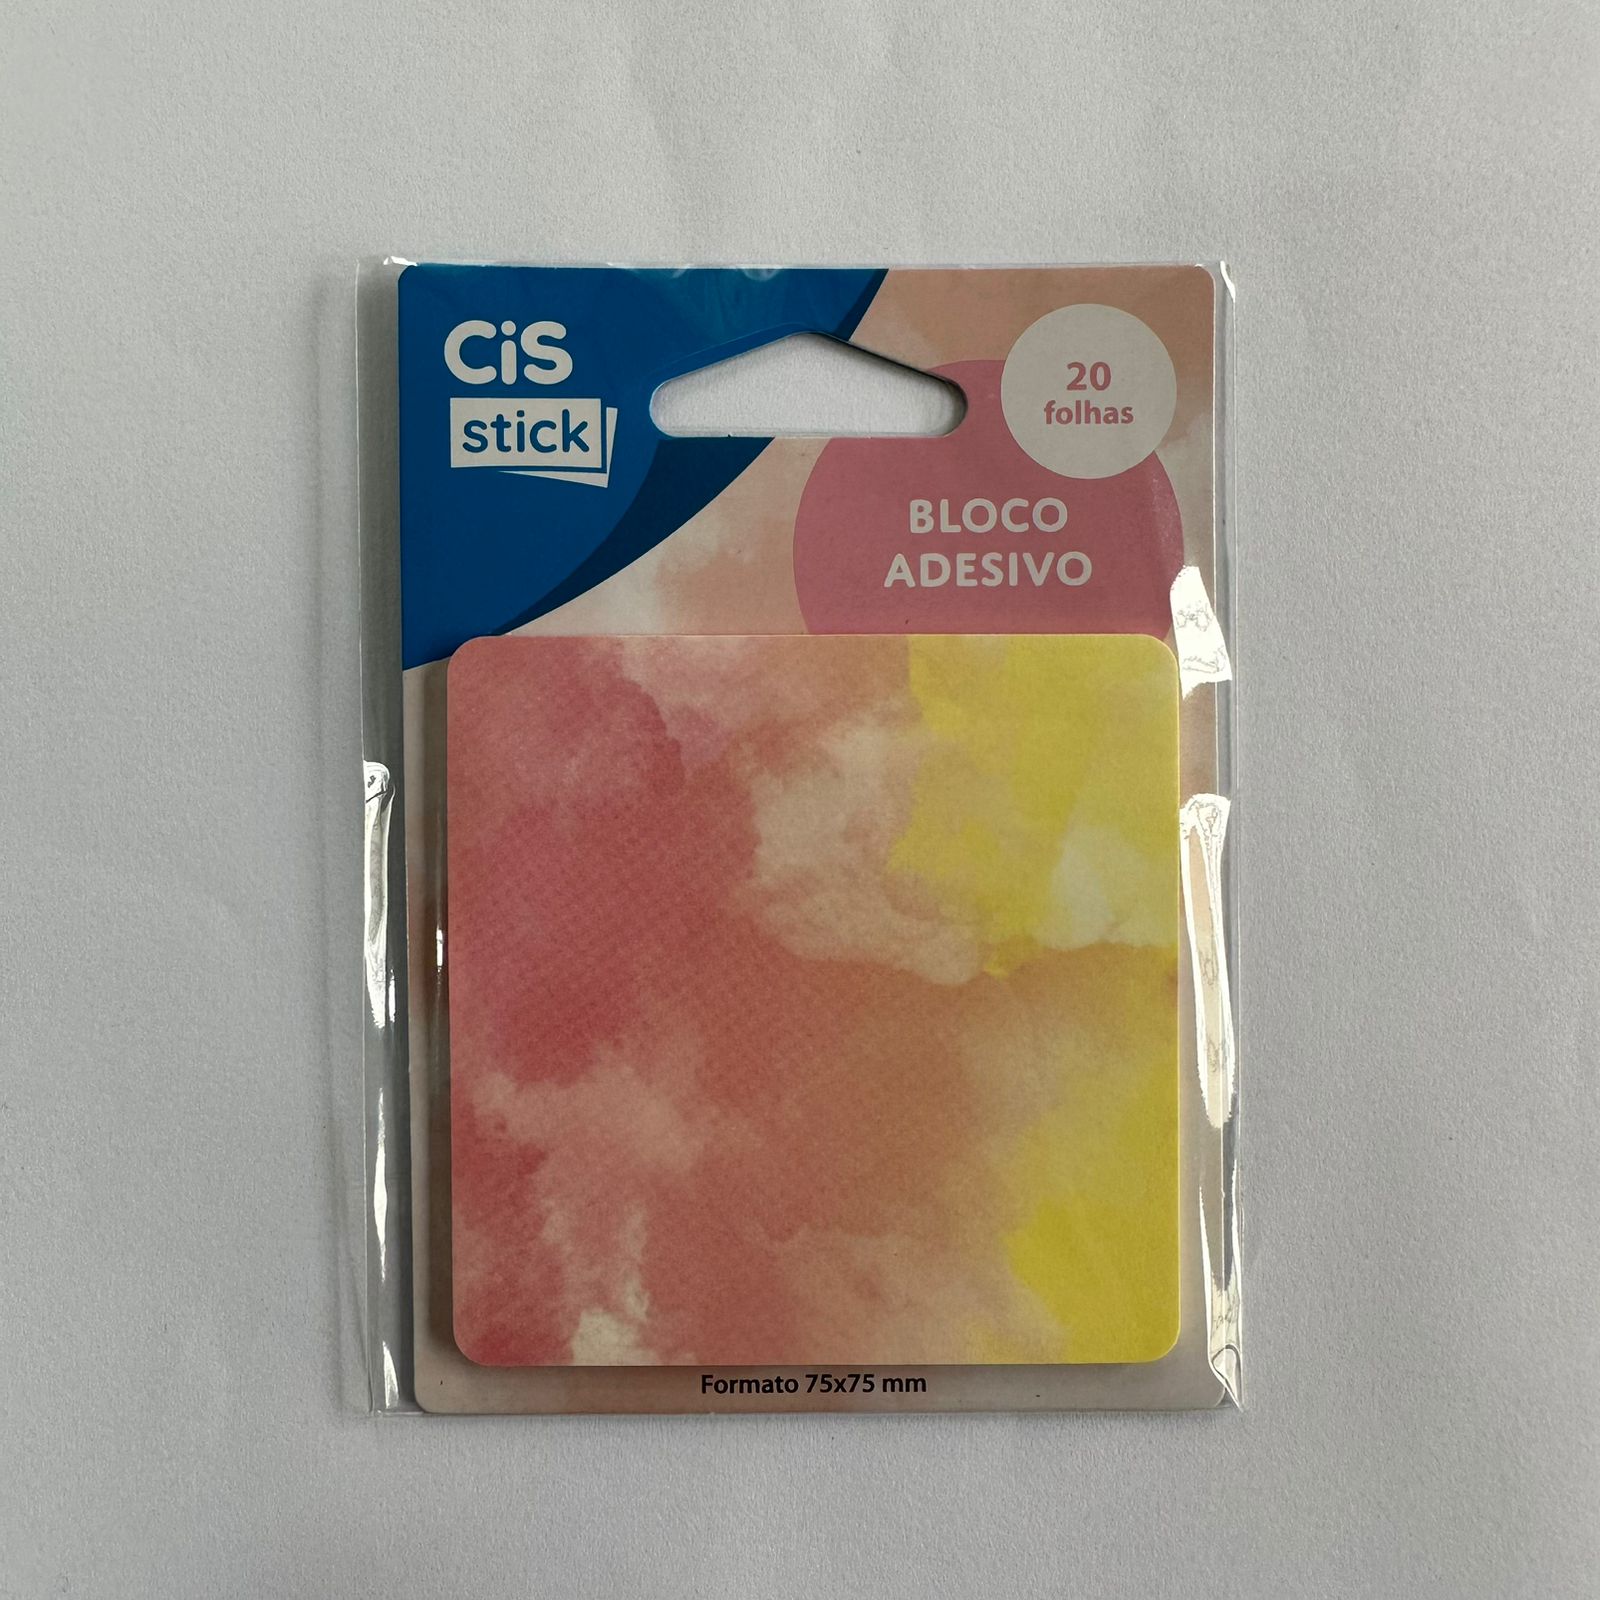 CiS
stick
20
folhas
BLOCO
ADESIVO
Formato 75x75 mm